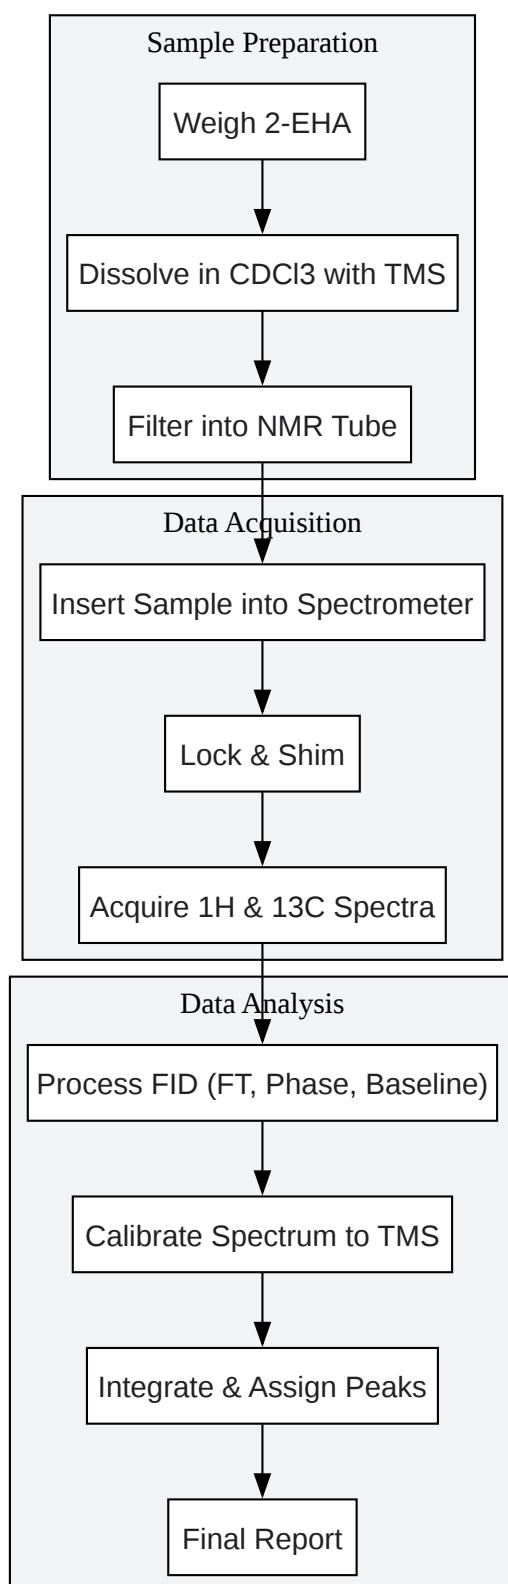 Sample Preparation
Weigh 2-EHA
Dissolve in CDCl3 with TMS
Filter into NMR Tube
Data Acquisition
Insert Sample into Spectrometer
Lock & Shim
Acquire 1H & 13C Spectra
Data Analysis
Process FID (FT, Phase, Baseline)
Calibrate Spectrum to TMS
Integrate & Assign Peaks
Final Report